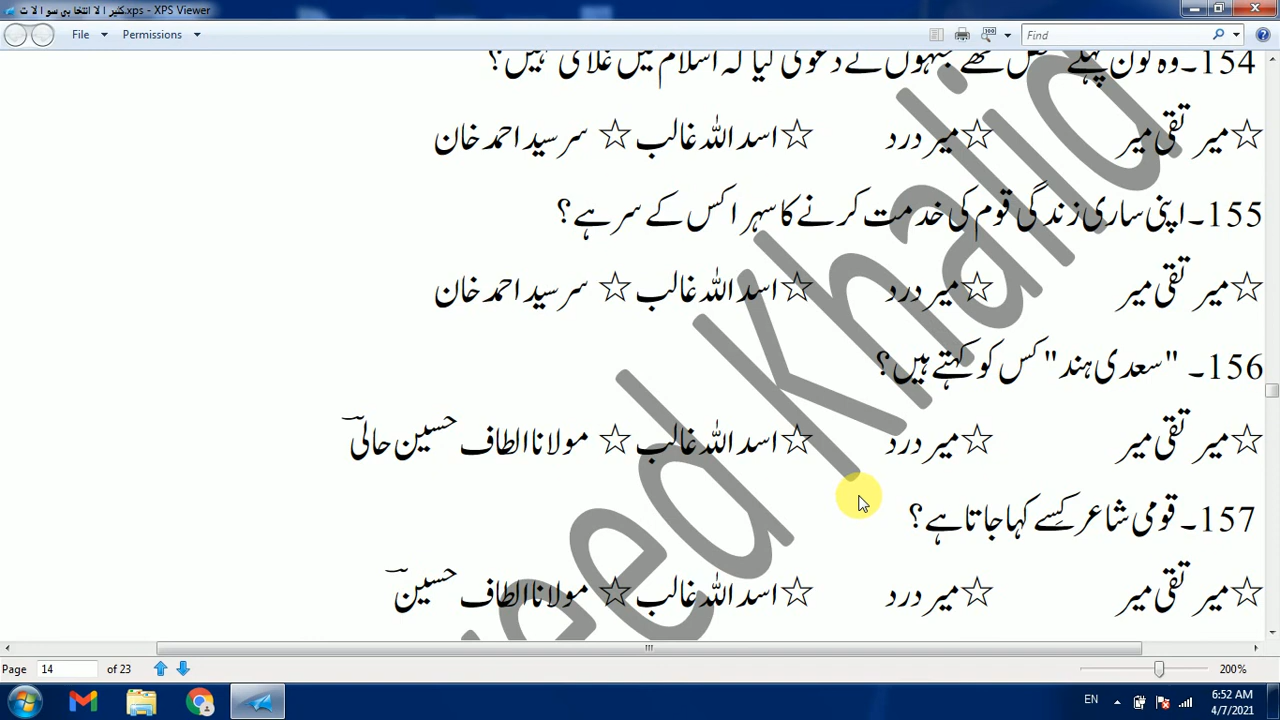 کثیر الا انتخابی سوالات.xps - XPS Viewer
File Permissions Find
154۔وہ کون پہلے شخص تھے جنہوں نے دعویٰ کیا کہ اسلام میں غلامی نہیں؟
☆میر تقی میر ☆میر درد ☆اسد اللہ غالب ☆ سر سید احمد خان
155۔اپنی ساری زندگی قوم کی خدمت کرنے کا سہرا کس کے سر ہے؟
☆میر تقی میر ☆میر درد ☆اسد اللہ غالب ☆ سر سید احمد خان
156۔ "سعدی ہند" کس کو کہتے ہیں؟
☆میر تقی میر ☆میر درد ☆اسد اللہ غالب ☆ مولانا الطاف حسین حالیؔ
157۔ قومی شاعر کِسے کہا جاتا ہے؟
☆میر تقی میر ☆میر درد ☆اسد اللہ غالب ☆ مولانا الطاف حسینؔ
eed Khalid
Page 14 of 23 200%
EN 6:52 AM
4/7/2021